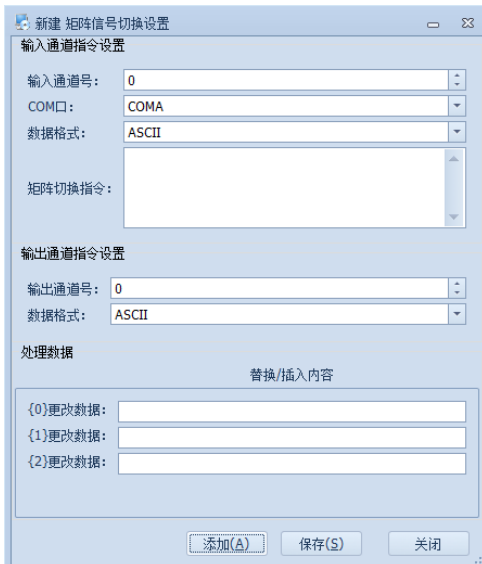 新建 矩阵信号切换设置
输入通道指令设置
输入通道号： 0
COM口： COMA
数据格式： ASCII
矩阵切换指令：
输出通道指令设置
输出通道号： 0
数据格式： ASCII
处理数据
替换/插入内容
{0}更改数据：
{1}更改数据：
{2}更改数据：
添加(A) 保存(S) 关闭